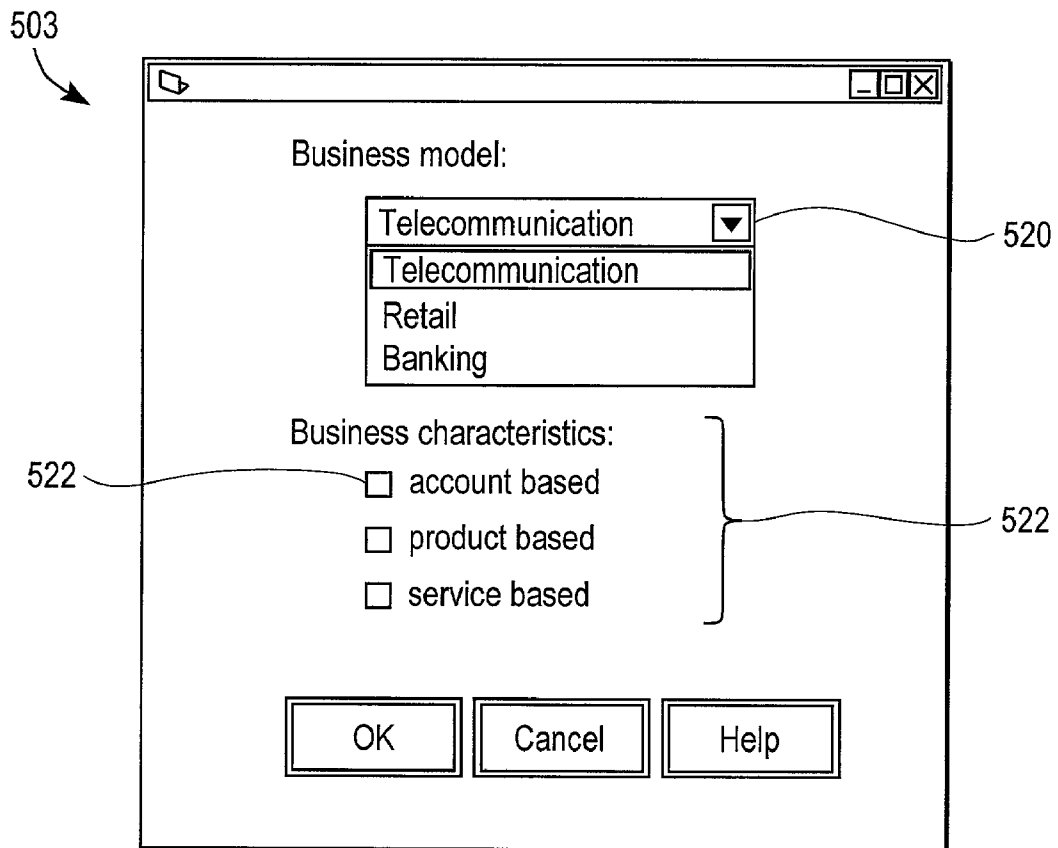 503
Business model:
Telecommunication
520
Telecommunication
Retail
Banking
Business characteristics:
522 account based
product based 522
service based
OK Cancel Help